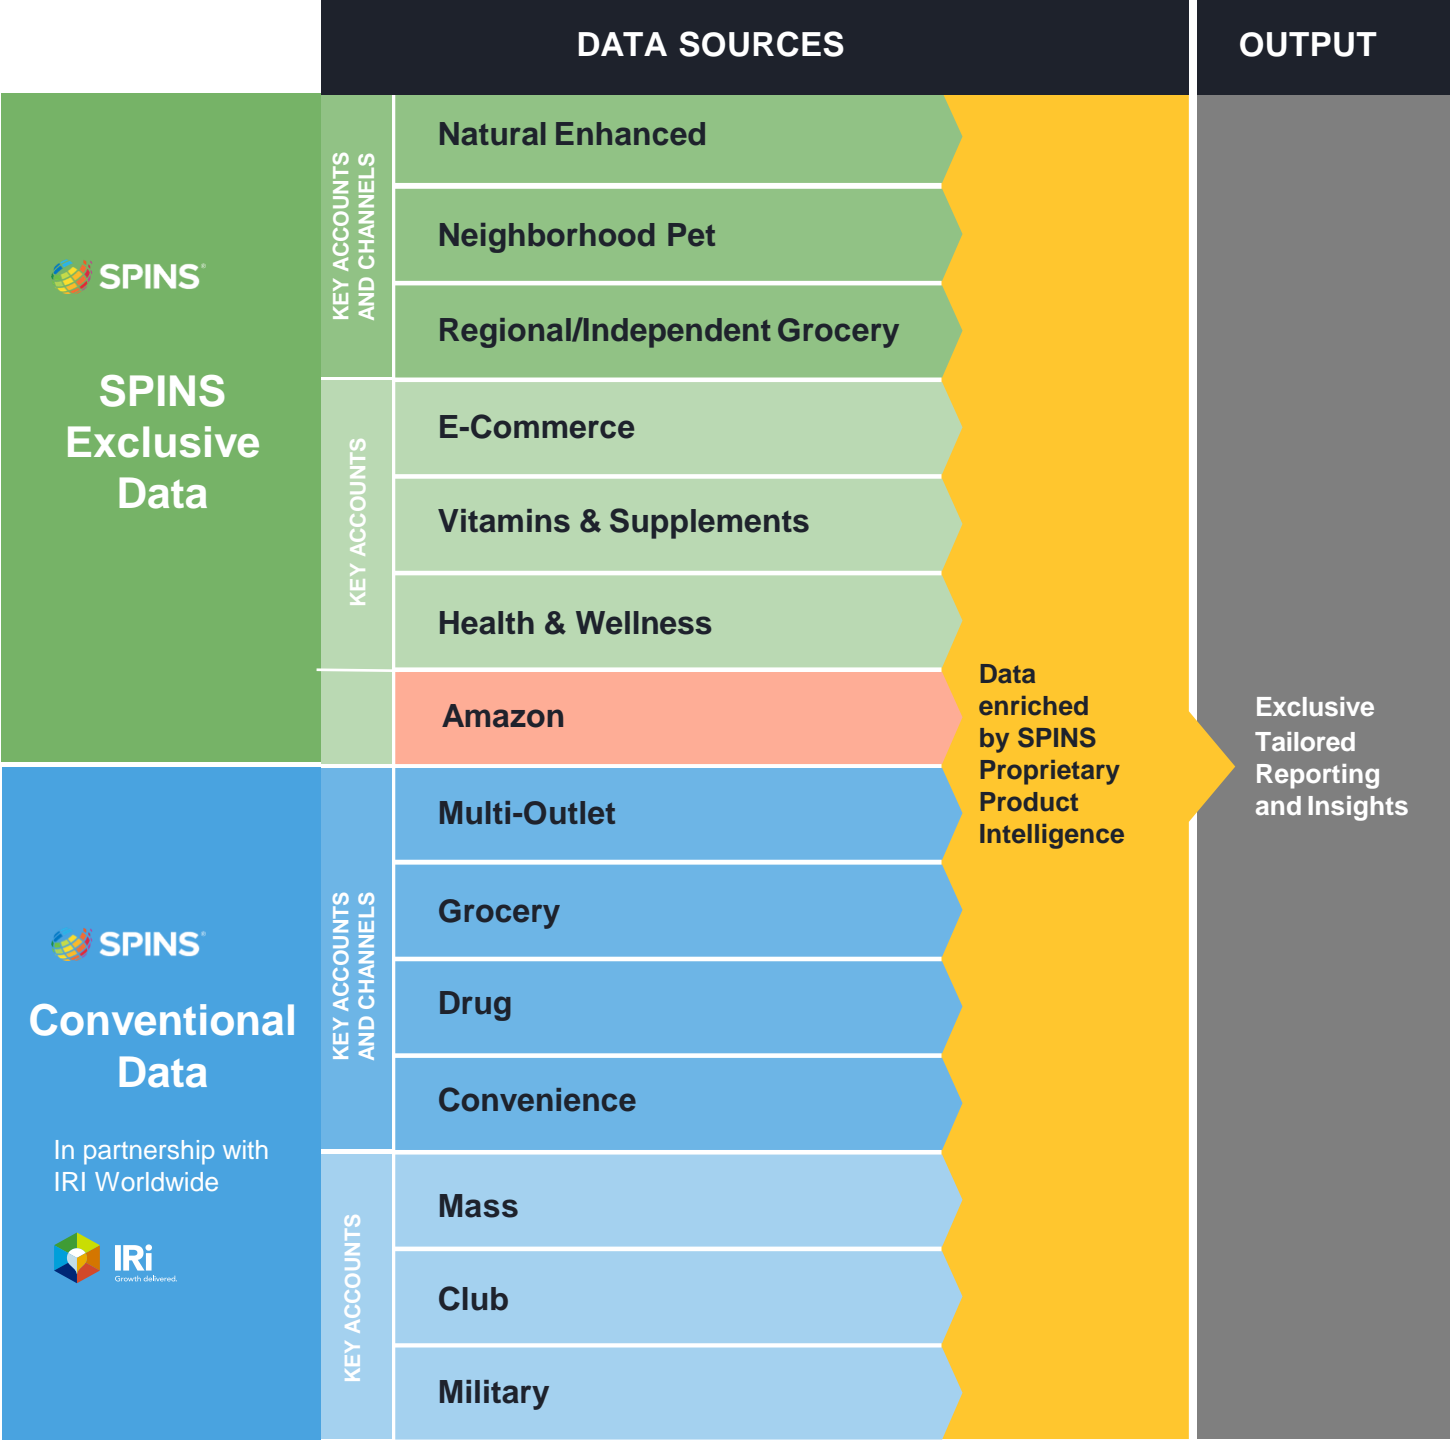 DATA SOURCES
OUTPUT
SPINS®
SPINS
Exclusive
Data
KEY ACCOUNTS
AND CHANNELS
Natural Enhanced
Neighborhood Pet
Regional/Independent Grocery
KEY ACCOUNTS
E-Commerce
Vitamins & Supplements
Health & Wellness
Amazon
SPINS®
Conventional
Data
In partnership with
IRI Worldwide
IRi
Growth delivered.
KEY ACCOUNTS
AND CHANNELS
Multi-Outlet
Grocery
Drug
Convenience
KEY ACCOUNTS
Mass
Club
Military
Data
enriched
by SPINS
Proprietary
Product
Intelligence
Exclusive
Tailored
Reporting
and Insights